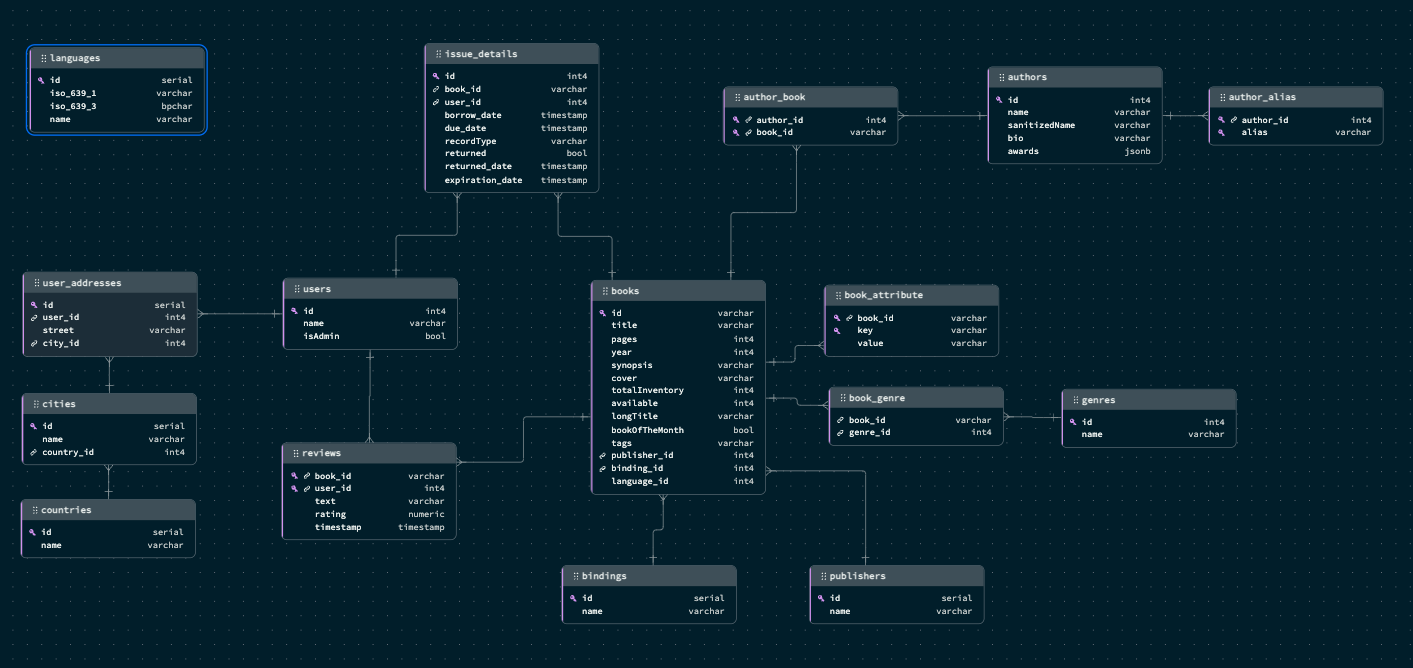 languages
id serial
iso_639_1 varchar
iso_639_3 bpchar
name varchar
issue_details
id int4
book_id varchar
user_id int4
borrow_date timestamp
due_date timestamp
recordType varchar
returned bool
returned_date timestamp
expiration_date timestamp
author_book
author_id int4
book_id varchar
authors
id int4
name varchar
sanitizedName varchar
bio varchar
awards jsonb
author_alias
author_id int4
alias varchar
user_addresses
id serial
user_id int4
street varchar
city_id int4
users
id int4
name varchar
isAdmin bool
books
id varchar
title varchar
pages int4
year int4
synopsis varchar
cover varchar
totalInventory int4
available int4
longTitle varchar
bookOfTheMonth bool
tags varchar
publisher_id int4
binding_id int4
language_id int4
book_attribute
book_id varchar
key varchar
value varchar
book_genre
book_id varchar
genre_id int4
genres
id int4
name varchar
cities
id serial
name varchar
country_id int4
reviews
book_id varchar
user_id int4
text varchar
rating numeric
timestamp timestamp
countries
id serial
name varchar
bindings
id serial
name varchar
publishers
id serial
name varchar